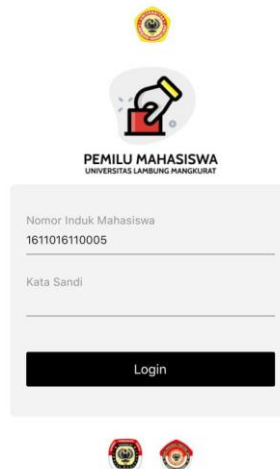 PEMILU MAHASISWA
UNIVERSITAS LAMBUNG MANGKURAT
Nomor Induk Mahasiswa
1611016110005
Kata Sandi
Login